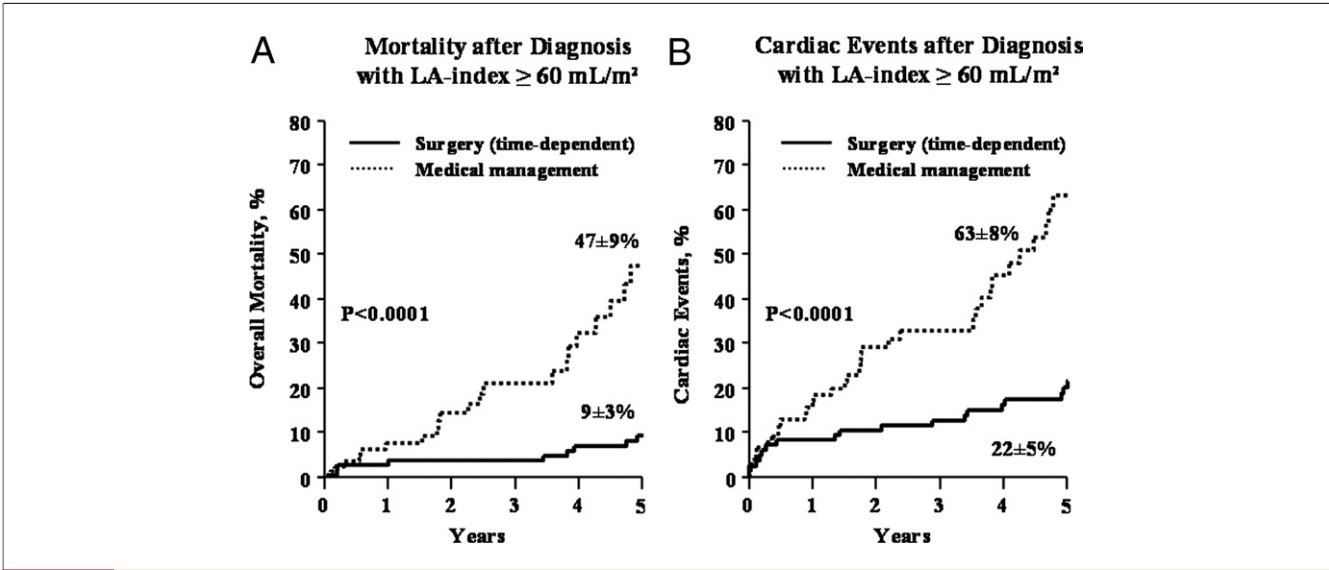 A
Mortality after Diagnosis
with LA-index ≥ 60 mL/m²
80
70
60
50
40
30
20
10
0
Overall Mortality, %
Surgery (time-dependent)
Medical management
47±9%
P<0.0001
9±3%
0 1 2 3 4 5
Years
B
Cardiac Events after Diagnosis
with LA-index ≥ 60 mL/m²
80
70
60
50
40
30
20
10
0
Cardiac Events, %
Surgery (time-dependent)
Medical management
63±8%
P<0.0001
22±5%
0 1 2 3 4 5
Years